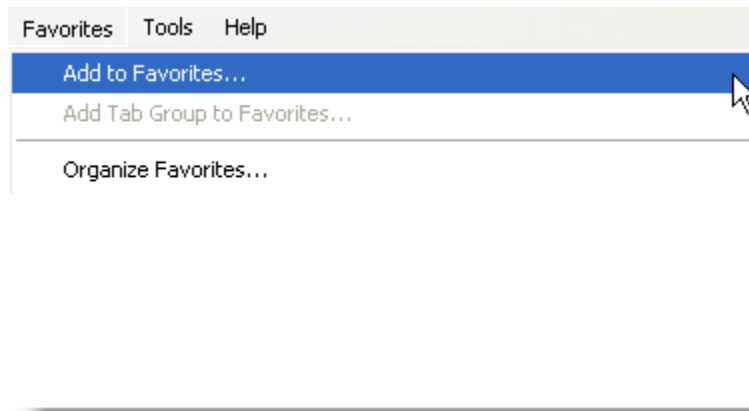 Favorites Tools Help
Add to Favorites...
Add Tab Group to Favorites...
Organize Favorites...